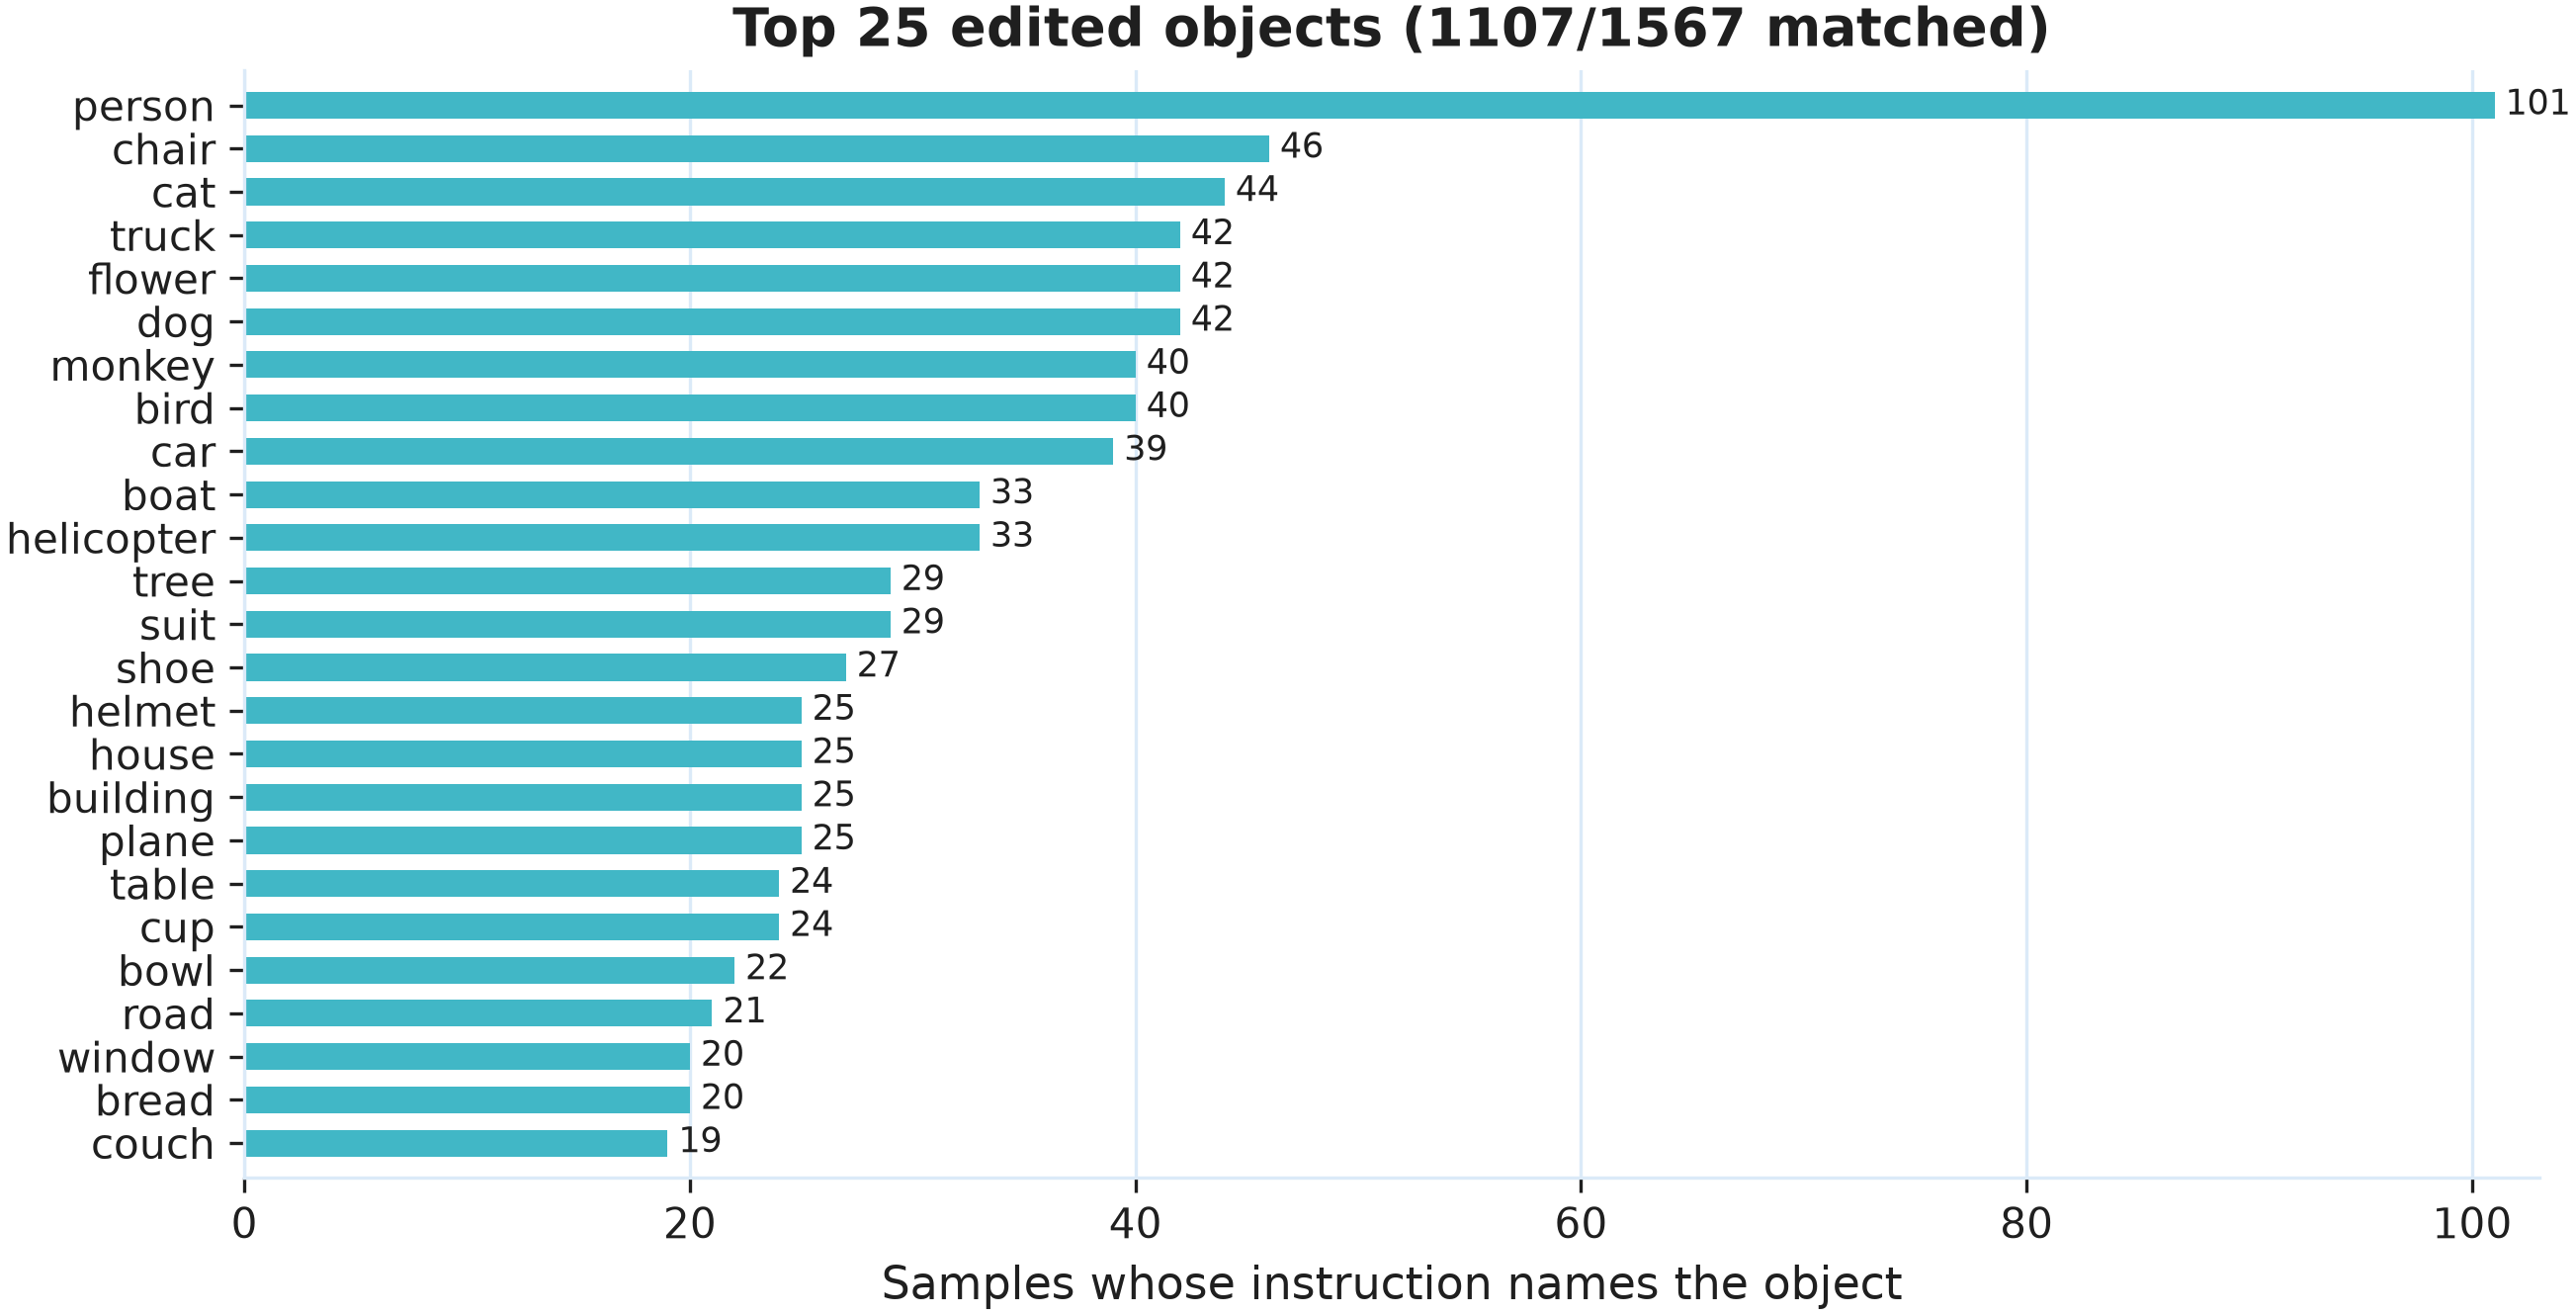 Top 25 edited objects (1107/1567 matched)
person 101
chair 46
cat 44
truck 42
flower 42
dog 42
monkey 40
bird 40
car 39
boat 33
helicopter 33
tree 29
suit 29
shoe 27
helmet 25
house 25
building 25
plane 25
table 24
cup 24
bowl 22
road 21
window 20
bread 20
couch 19
0 20 40 60 80 100
Samples whose instruction names the object